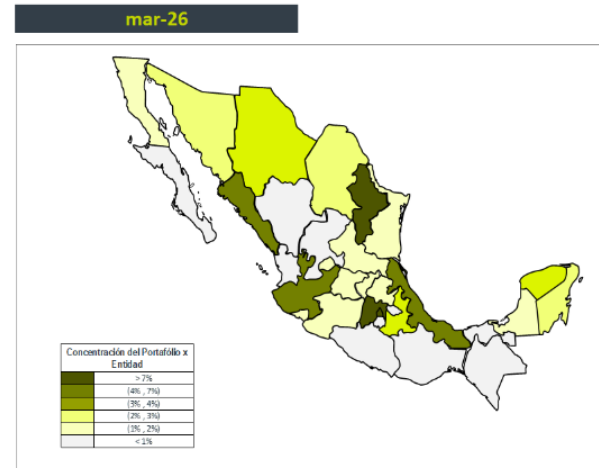 mar-26
Concentración del Portafólio x
Entidad
>7%
(4% , 7%)
(3% , 4%)
(2% , 3%)
(1% , 2%)
<1%